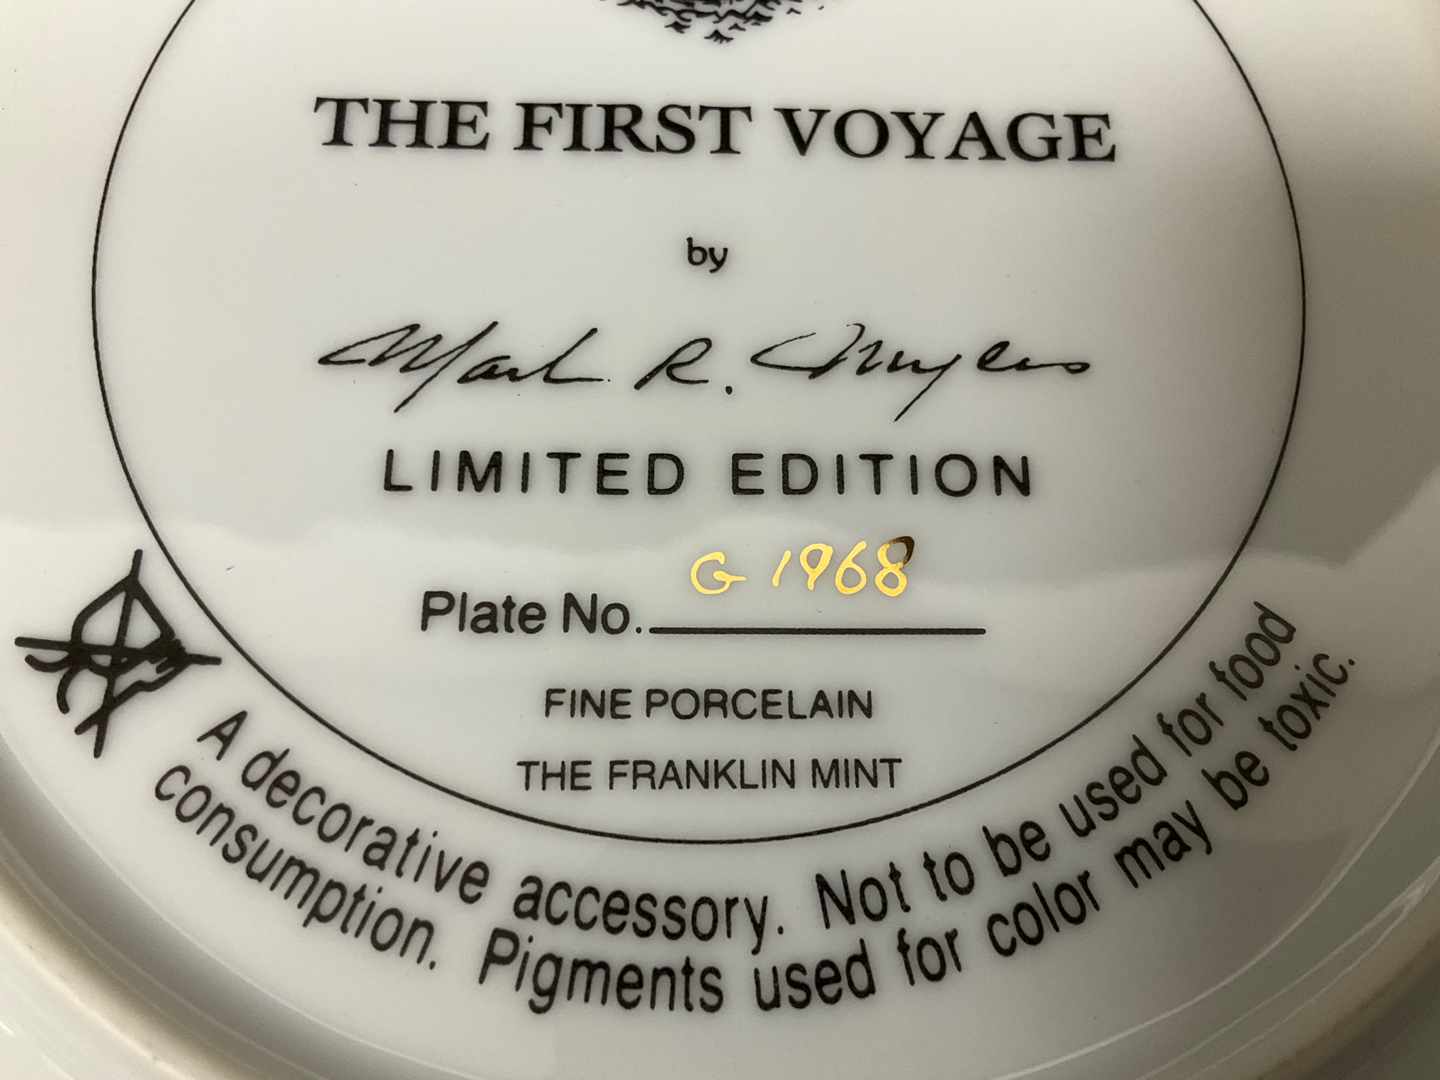 THE FIRST VOYAGE
by
Mark R.
LIMITED EDITION
Plate No. G 1968
FINE PORCELAIN
THE FRANKLIN MINT
A decorative accessory. Not to be used for food
consumption. Pigments used for color may be toxic.